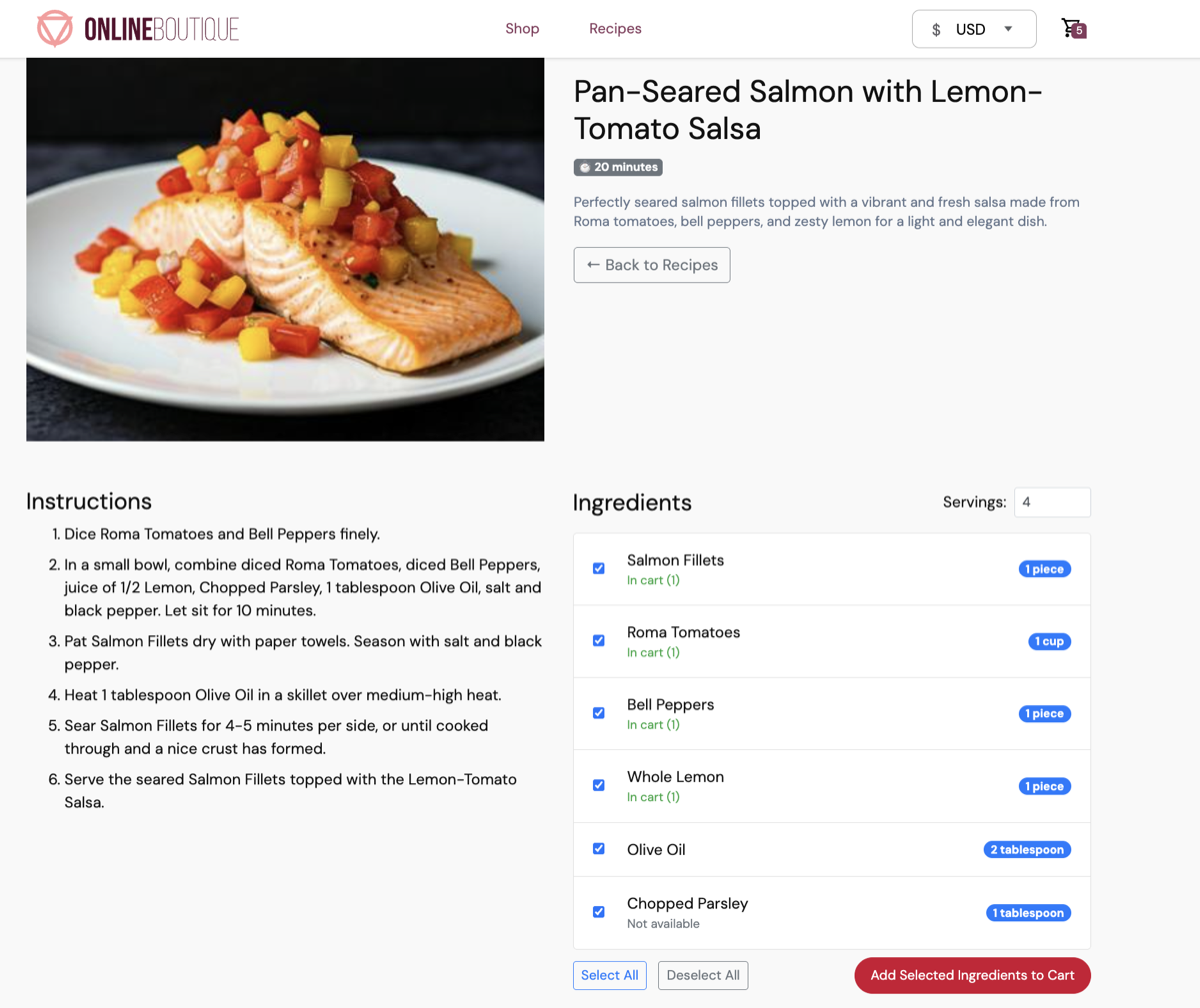 ONLINEBOUTIQUE
Shop
Recipes
$ USD
5
Pan-Seared Salmon with Lemon-
Tomato Salsa
20 minutes
Perfectly seared salmon fillets topped with a vibrant and fresh salsa made from
Roma tomatoes, bell peppers, and zesty lemon for a light and elegant dish.
← Back to Recipes
Instructions
1. Dice Roma Tomatoes and Bell Peppers finely.
2. In a small bowl, combine diced Roma Tomatoes, diced Bell Peppers,
juice of 1/2 Lemon, Chopped Parsley, 1 tablespoon Olive Oil, salt and
black pepper. Let sit for 10 minutes.
3. Pat Salmon Fillets dry with paper towels. Season with salt and black
pepper.
4. Heat 1 tablespoon Olive Oil in a skillet over medium-high heat.
5. Sear Salmon Fillets for 4-5 minutes per side, or until cooked
through and a nice crust has formed.
6. Serve the seared Salmon Fillets topped with the Lemon-Tomato
Salsa.
Ingredients
Servings: 4
Salmon Fillets
In cart (1)
1 piece
Roma Tomatoes
In cart (1)
1 cup
Bell Peppers
In cart (1)
1 piece
Whole Lemon
In cart (1)
1 piece
Olive Oil
2 tablespoon
Chopped Parsley
Not available
1 tablespoon
Select All
Deselect All
Add Selected Ingredients to Cart